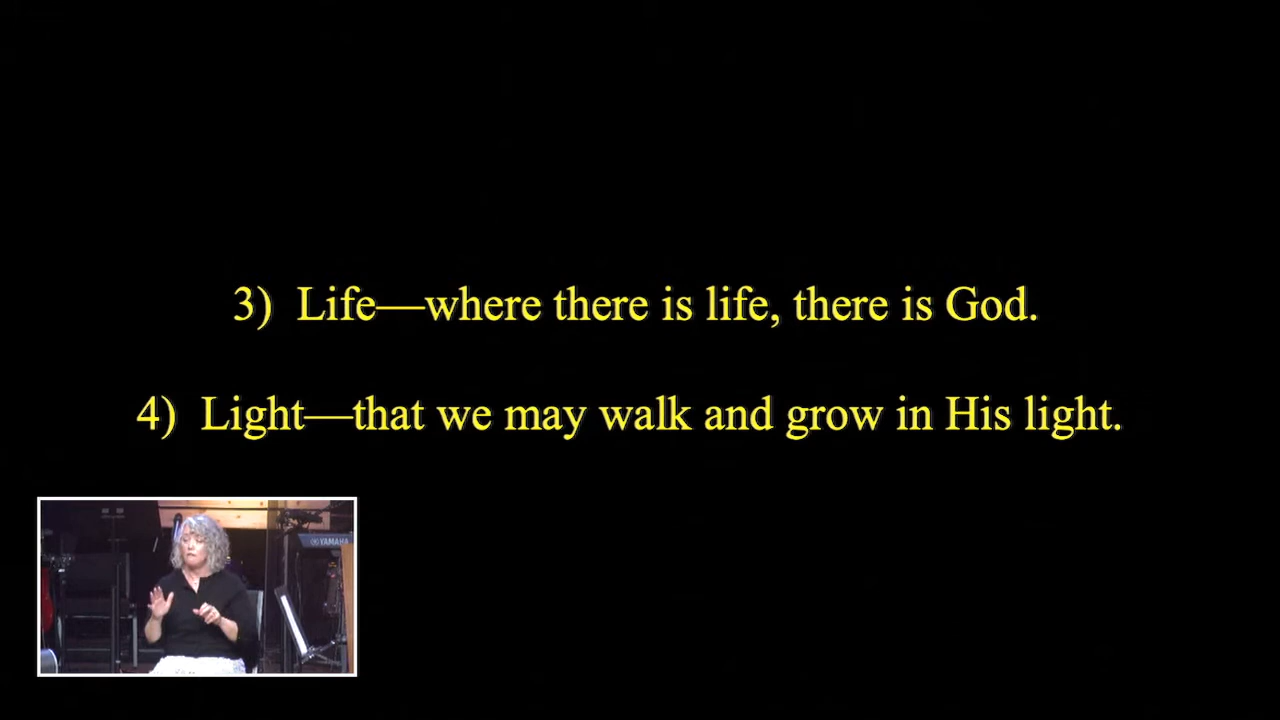 3) Life—where there is life, there is God.
4) Light—that we may walk and grow in His light.
YAMAHA